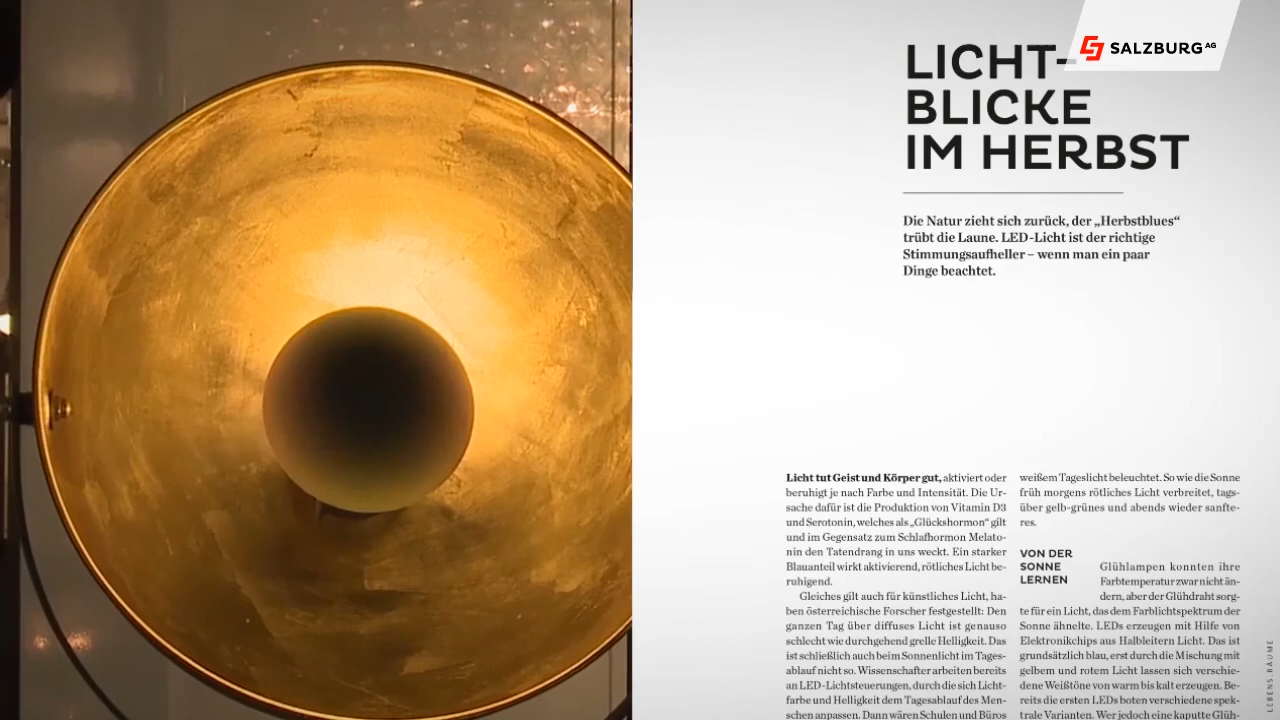 SALZBURG AG
LICHT-
BLICKE
IM HERBST
Die Natur zieht sich zurück, der „Herbstblues“
trübt die Laune. LED-Licht ist der richtige
Stimmungsaufheller – wenn man ein paar
Dinge beachtet.
Licht tut Geist und Körper gut, aktiviert oder
beruhigt je nach Farbe und Intensität. Die Ur-
sache dafür ist die Produktion von Vitamin D3
und Serotonin, welches als „Glückshormon“ gilt
und im Gegensatz zum Schlafhormon Melato-
nin den Tatendrang in uns weckt. Ein starker
Blauanteil wirkt aktivierend, rötliches Licht be-
ruhigend.
Gleiches gilt auch für künstliches Licht, ha-
ben österreichische Forscher festgestellt: Den
ganzen Tag über diffuses Licht ist genauso
schlecht wie durchgehend grelle Helligkeit. Das
ist schließlich auch beim Sonnenlicht im Tages-
ablauf nicht so. Wissenschafter arbeiten bereits
an LED-Lichtsteuerungen, durch die sich Licht-
farbe und Helligkeit dem Tagesablauf des Men-
schen anpassen. Dann wären Schulen und Büros
weißem Tageslicht beleuchtet. So wie die Sonne
früh morgens rötliches Licht verbreitet, tags-
über gelb-grünes und abends wieder sanfte-
res.
VON DER
SONNE
LERNEN
Glühlampen konnten ihre
Farbtemperatur zwar nicht än-
dern, aber der Glühdraht sorg-
te für ein Licht, das dem Farblichtspektrum der
Sonne ähnelte. LEDs erzeugen mit Hilfe von
Elektronikchips aus Halbleitern Licht. Das ist
grundsätzlich blau, erst durch die Mischung mit
gelbem und rotem Licht lassen sich verschie-
dene Weißtöne von warm bis kalt erzeugen. Be-
reits die ersten LEDs boten verschiedene spek-
trale Varianten. Wer jedoch eine kaputte Glüh-
LEBENS.RÄUME